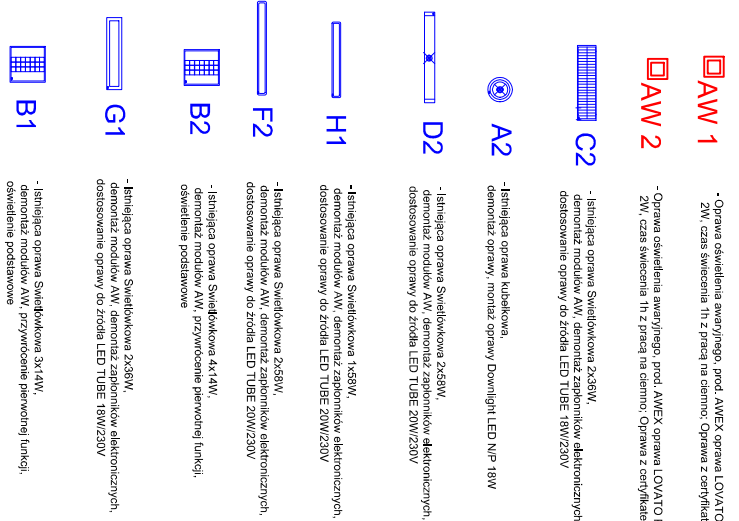 AW 1
- Oprawa oświetlenia awaryjnego, prod. AWEX oprawa LOVATO
2W, czas świecenia 1h z pracą na ciemno; Oprawa z certyfikat
AW 2
- Oprawa oświetlenia awaryjnego, prod. AWEX oprawa LOVATO
2W, czas świecenia 1h z pracą na ciemno; Oprawa z certyfikate
C2
- Istniejąca oprawa Swietlówkowa 2x36W,
demontaż modułów AW, demontaż zapłonników elektronicznych
dostosowanie oprawy do źródła LED TUBE 18W/230V
A2
- Istniejąca oprawa kubełkowa,
demontaż oprawy, montaż oprawy Downlight LED N/P 18W
D2
- Istniejąca oprawa Swietlówkowa 2x58W,
demontaż modułów AW, demontaż zapłonników elektronicznych,
dostosowanie oprawy do źródła LED TUBE 20W/230V
H1
- Istniejąca oprawa Swietlówkowa 1x58W,
demontaż modułów AW, demontaż zapłonników elektronicznych,
dostosowanie oprawy do źródła LED TUBE 20W/230V
F2
- Istniejąca oprawa Swietlówkowa 2x58W,
demontaż modułów AW, demontaż zapłonników elektronicznych,
dostosowanie oprawy do źródła LED TUBE 20W/230V
B2
- Istniejąca oprawa Swietlówkowa 4x14W,
demontaż modułów AW, przywrócenie pierwotnej funkcji,
oświetlenie podstawowe
G1
- Istniejąca oprawa Swietlówkowa 2x36W,
demontaż modułów AW, demontaż zapłonników elektronicznych,
dostosowanie oprawy do źródła LED TUBE 18W/230V
B1
- Istniejąca oprawa Swietlówkowa 3x14W,
demontaż modułów AW, przywrócenie pierwotnej funkcji,
oświetlenie podstawowe